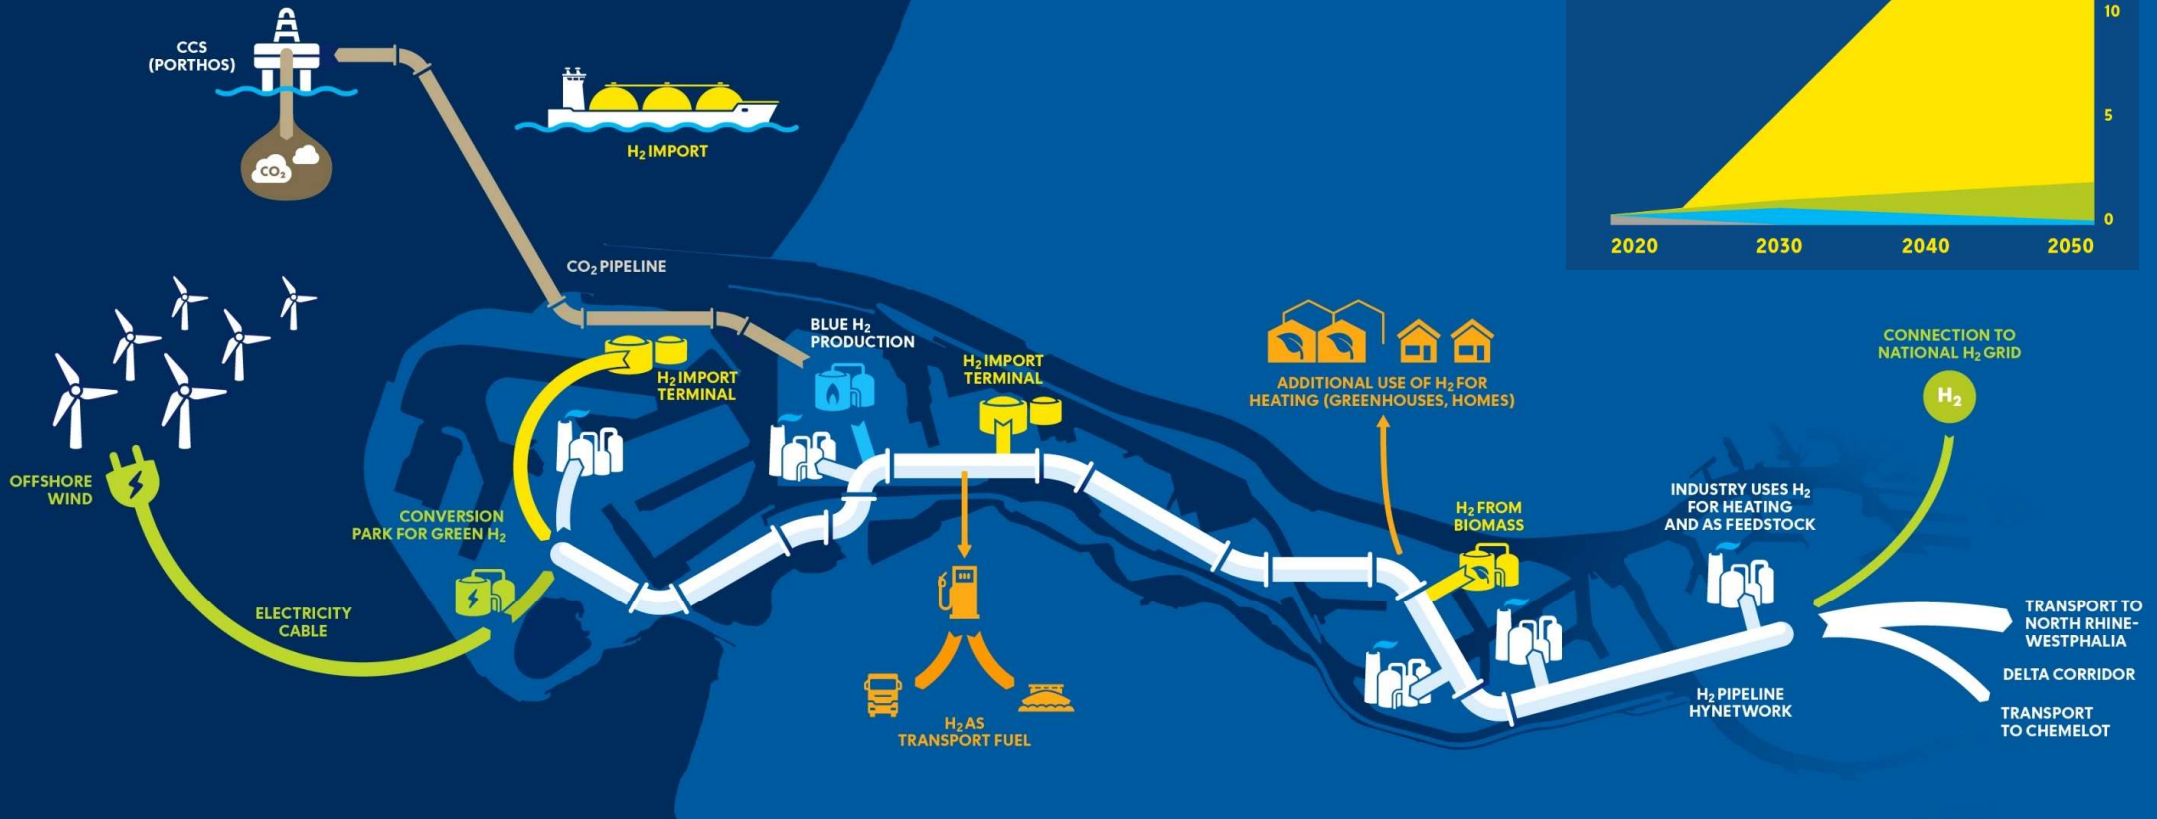 CCS
(PORTHOS)
CO₂
H₂ IMPORT
10
5
0
2020
2030
2040
2050
CO₂ PIPELINE
BLUE H₂
PRODUCTION
H₂ IMPORT
TERMINAL
H₂ IMPORT
TERMINAL
ADDITIONAL USE OF H₂ FOR
HEATING (GREENHOUSES, HOMES)
CONNECTION TO
NATIONAL H₂ GRID
H₂
OFFSHORE
WIND
CONVERSION
PARK FOR GREEN H₂
ELECTRICITY
CABLE
H₂ FROM
BIOMASS
INDUSTRY USES H₂
FOR HEATING
AND AS FEEDSTOCK
H₂ AS
TRANSPORT FUEL
H₂ PIPELINE
HYNETWORK
TRANSPORT TO
NORTH RHINE-
WESTPHALIA
DELTA CORRIDOR
TRANSPORT
TO CHEMELOT